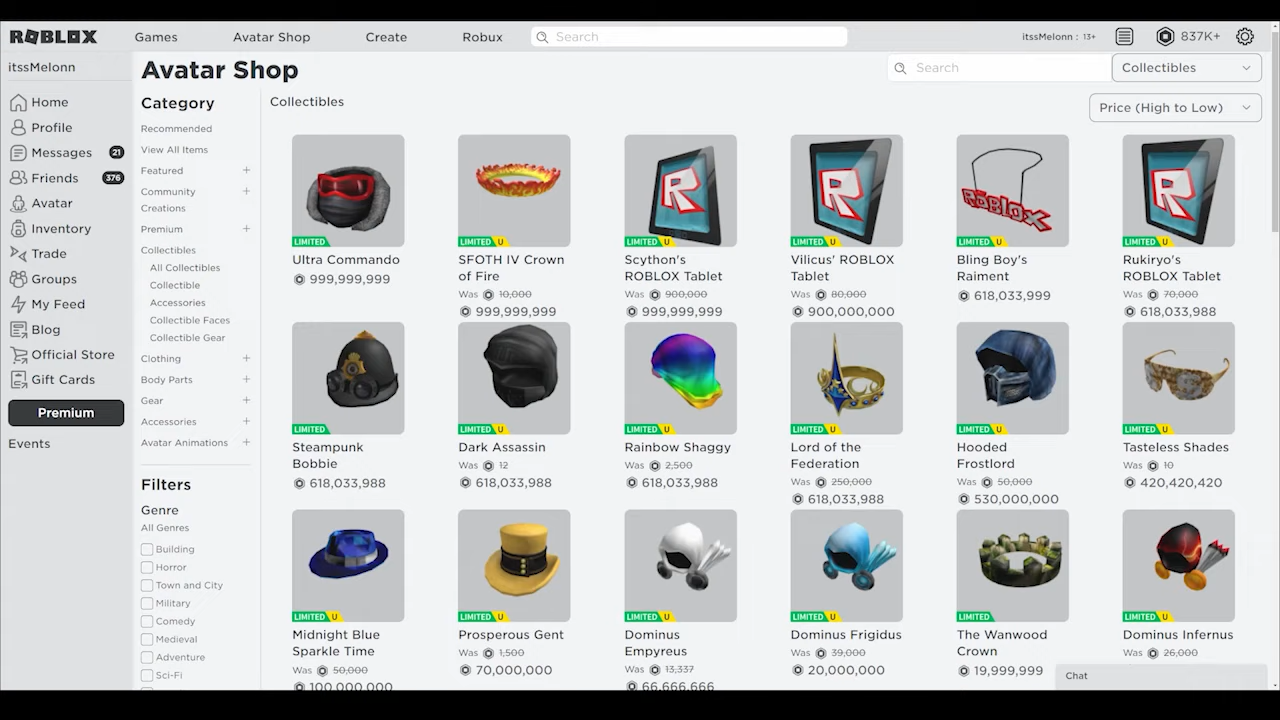 ROBLOX
Games
Avatar Shop
Create
Robux
Search
itssMelonn : 13+
837K+
itssMelonn
Home
Profile
Messages 21
Friends 376
Avatar
Inventory
Trade
Groups
My Feed
Blog
Official Store
Gift Cards
Premium
Events
Avatar Shop
Search
Collectibles
Category
Recommended
View All Items
Featured +
Community +
Creations
Premium +
Collectibles
All Collectibles
Collectible
Accessories
Collectible Faces
Collectible Gear
Clothing +
Body Parts +
Gear +
Accessories +
Avatar Animations +
Filters
Genre
All Genres
Building
Horror
Town and City
Military
Comedy
Medieval
Adventure
Sci-Fi
Collectibles
Price (High to Low)
LIMITED
Ultra Commando
999,999,999
LIMITED U
SFOTH IV Crown
of Fire
Was 10,000
999,999,999
R
LIMITED U
Scython's
ROBLOX Tablet
Was 900,000
999,999,999
R
LIMITED U
Vilicus' ROBLOX
Tablet
Was 80,000
900,000,000
ROBLOX
LIMITED U
Bling Boy's
Raiment
618,033,999
R
LIMITED U
Rukiryo's
ROBLOX Tablet
Was 70,000
618,033,988
LIMITED
Steampunk
Bobbie
618,033,988
LIMITED U
Dark Assassin
Was 12
618,033,988
LIMITED U
Rainbow Shaggy
Was 2,500
618,033,988
LIMITED U
Lord of the
Federation
Was 250,000
618,033,988
LIMITED U
Hooded
Frostlord
Was 50,000
530,000,000
LIMITED U
Tasteless Shades
Was 10
420,420,420
LIMITED U
Midnight Blue
Sparkle Time
Was 50,000
100,000,000
LIMITED U
Prosperous Gent
Was 1,500
70,000,000
LIMITED U
Dominus
Empyreus
Was 13,337
66,666,666
LIMITED U
Dominus Frigidus
Was 39,000
20,000,000
LIMITED
The Wanwood
Crown
19,999,999
LIMITED U
Dominus Infernus
Was 26,000
Chat